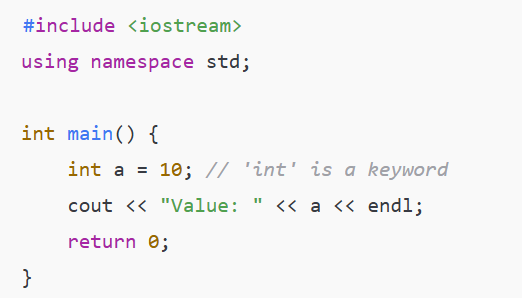 #include <iostream>
using namespace std;
int main() {
int a = 10; // 'int' is a keyword
cout << "Value: " << a << endl;
return 0;
}